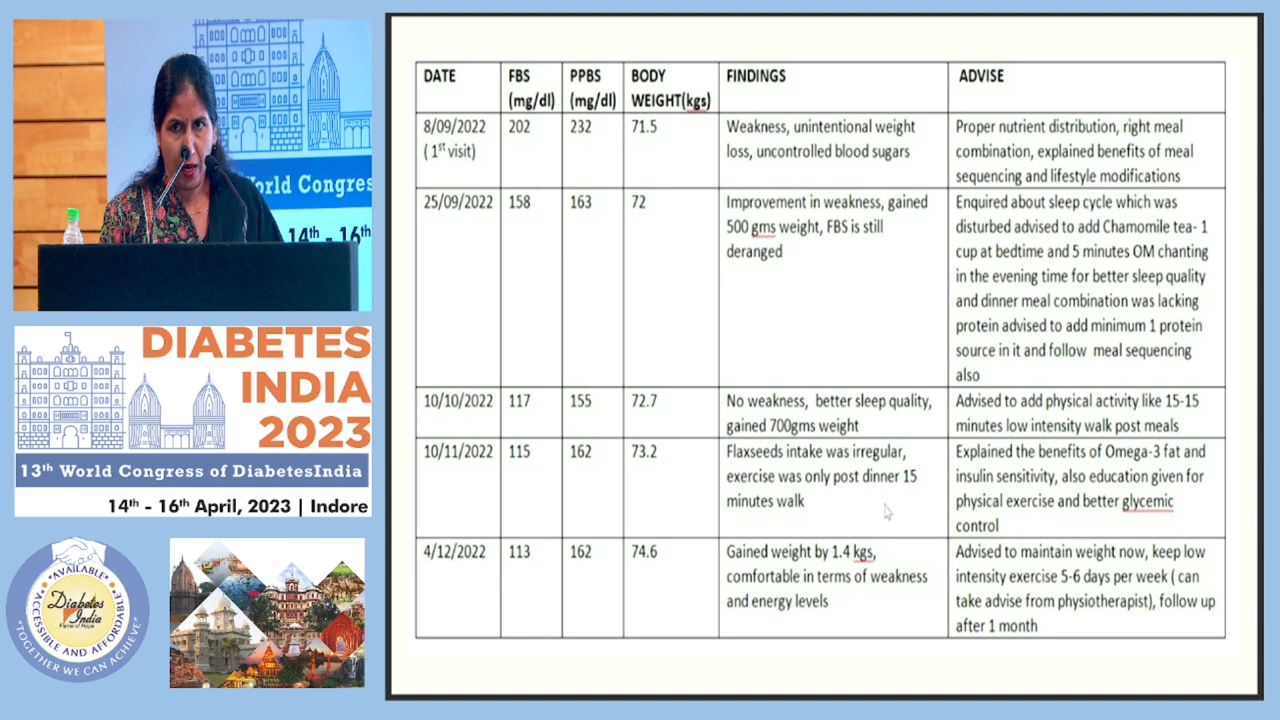 World Congres
14th - 16th
DIABETES
INDIA
2023
13th World Congress of DiabetesIndia
14th - 16th April, 2023 | Indore
"AVAILABLE"
"ACCESSIBLE AND AFFORDABLE"
Diabetes
India
Flame of Hope
"TOGETHER WE CAN ACHIEVE"
DATE FBS PPBS BODY FINDINGS ADVISE
(mg/dl) (mg/dl) WEIGHT(kgs)
8/09/2022 202 232 71.5 Weakness, unintentional weight Proper nutrient distribution, right meal
( 1st visit) loss, uncontrolled blood sugars combination, explained benefits of meal
sequencing and lifestyle modifications
25/09/2022 158 163 72 Improvement in weakness, gained Enquired about sleep cycle which was
500 gms weight, FBS is still disturbed advised to add Chamomile tea- 1
deranged cup at bedtime and 5 minutes OM chanting
in the evening time for better sleep quality
and dinner meal combination was lacking
protein advised to add minimum 1 protein
source in it and follow meal sequencing
also
10/10/2022 117 155 72.7 No weakness, better sleep quality, Advised to add physical activity like 15-15
gained 700gms weight minutes low intensity walk post meals
10/11/2022 115 162 73.2 Flaxseeds intake was irregular, Explained the benefits of Omega-3 fat and
exercise was only post dinner 15 insulin sensitivity, also education given for
minutes walk physical exercise and better glycemic
control
4/12/2022 113 162 74.6 Gained weight by 1.4 kgs, Advised to maintain weight now, keep low
comfortable in terms of weakness intensity exercise 5-6 days per week ( can
and energy levels take advise from physiotherapist), follow up
after 1 month